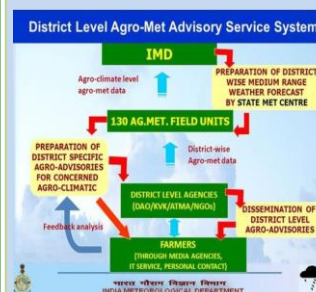 District Level Agro-Met Advisory Service System
IMD
Agro-climate level
agro-met data
PREPARATION OF DISTRICT
WISE MEDIUM RANGE
WEATHER FORECAST
BY STATE MET CENTRE
130 AG.MET. FIELD UNITS
PREPARATION OF
DISTRICT SPECIFIC
AGRO-ADVISORIES
FOR CONCERNED
AGRO-CLIMATIC
District-wise
Agro-met data
DISTRICT LEVEL AGENCIES
(DAO/KVK/ATMA/NGOs)
DISSEMINATION OF
DISTRICT LEVEL
AGRO-ADVISORIES
Feedback analysis
FARMERS
(THROUGH MEDIA AGENCIES,
IT SERVICE, PERSONAL CONTACT)
भारत मौसम विज्ञान विभाग
INDIA METEOROLOGICAL DEPARTMENT